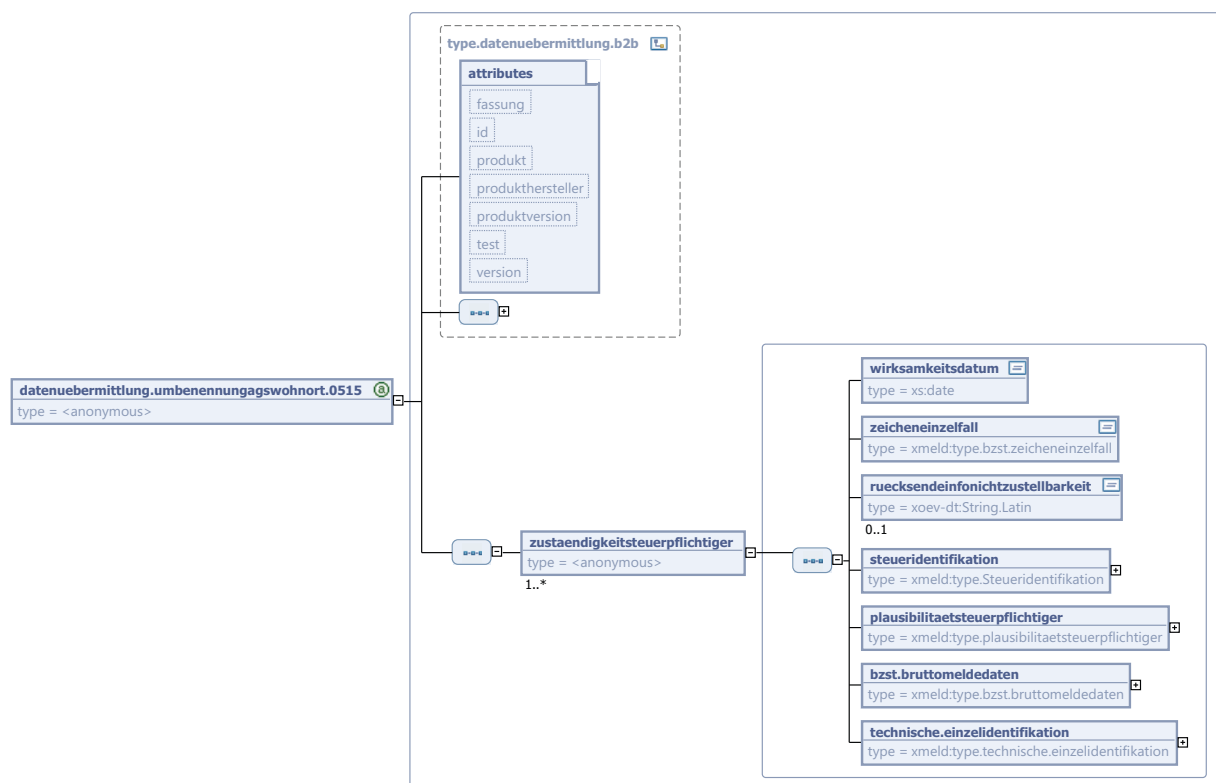 type.datenuebermittlung.b2b
attributes
fassung
id
produkt
produkthersteller
produktversion
test
version
datenuebermittlung.umbenennungagswohnort.0515 a
type = <anonymous>
zustaendigkeitsteuerpflichtiger
type = <anonymous>
1..*
wirksamkeitsdatum
type = xs:date
zeicheneinzelfall
type = xmeld:type.bzst.zeicheneinzelfall
ruecksendeinfonichtzustellbarkeit
type = xoev-dt:String.Latin
0..1
steueridentifikation
type = xmeld:type.Steueridentifikation
plausibilitaetsteuerpflichtiger
type = xmeld:type.plausibilitaetsteuerpflichtiger
bzst.bruttomeldedaten
type = xmeld:type.bzst.bruttomeldedaten
technische.einzelidentifikation
type = xmeld:type.technische.einzelidentifikation